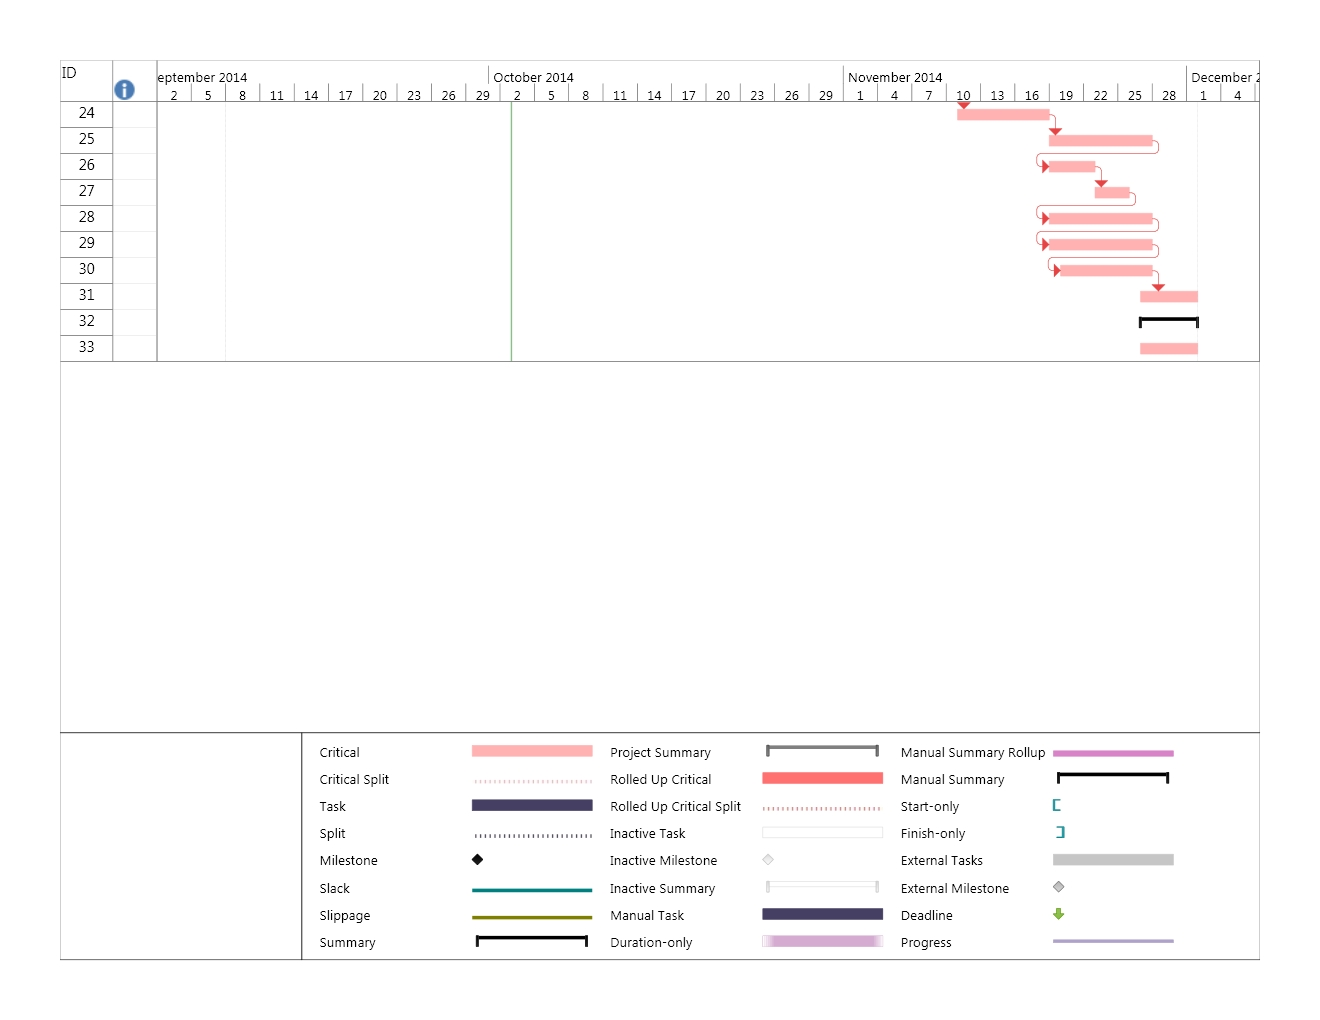 ID
eptember 2014 October 2014 November 2014 December 2
2 5 8 11 14 17 20 23 26 29 2 5 8 11 14 17 20 23 26 29 1 4 7 10 13 16 19 22 25 28 1 4
24
25
26
27
28
29
30
31
32
33
Critical Project Summary Manual Summary Rollup
Critical Split Rolled Up Critical Manual Summary
Task Rolled Up Critical Split Start-only
Split Inactive Task Finish-only
Milestone Inactive Milestone External Tasks
Slack Inactive Summary External Milestone
Slippage Manual Task Deadline
Summary Duration-only Progress